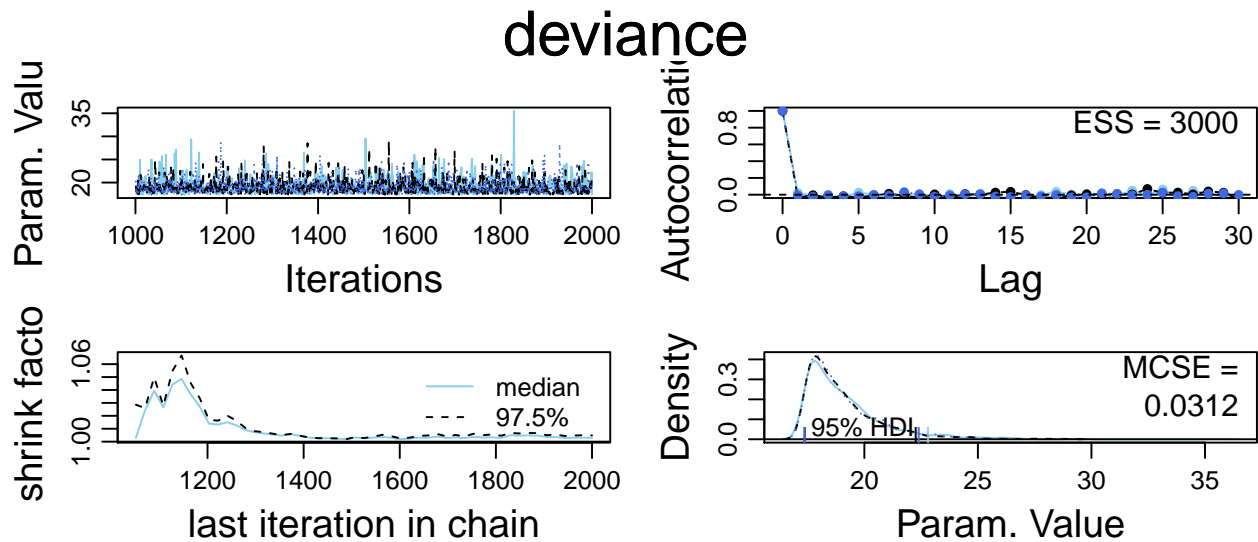 deviance
Param. Valu
35
20
1000 1200 1400 1600 1800 2000
Iterations
Autocorrelati
0.8
0.0
ESS = 3000
0 5 10 15 20 25 30
Lag
shrink facto
1.06
1.00
median
97.5%
1200 1400 1600 1800 2000
last iteration in chain
Density
0.3
0.0
MCSE =
0.0312
95% HDI
20 25 30 35
Param. Value